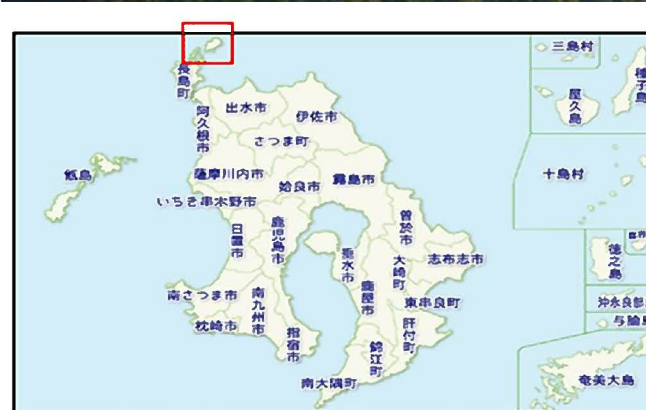 三島村
種子島
長島町
屋久島
出水市
阿久根市
伊佐市
さつま町
甑島
薩摩川内市
姶良市
霧島市
十島村
いちき串木野市
鹿児島市
曽於市
日置市
垂水市
大崎町
志布志市
徳之島
鹿屋市
南さつま市
南九州市
東串良町
沖永良部
枕崎市
指宿市
肝付町
与論島
錦江町
南大隅町
奄美大島